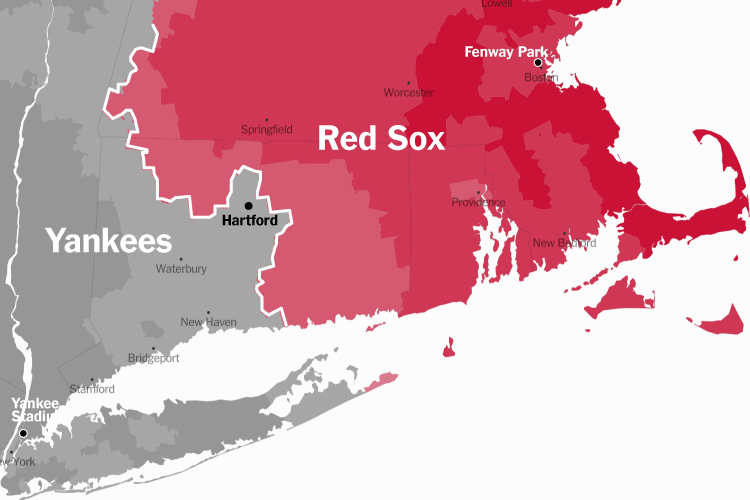 Lowell
Fenway Park
Boston
Worcester
Springfield
Red Sox
Providence
Hartford
Yankees
New Bedford
Waterbury
New Haven
Bridgeport
Stamford
Yankee
Stadium
ew York